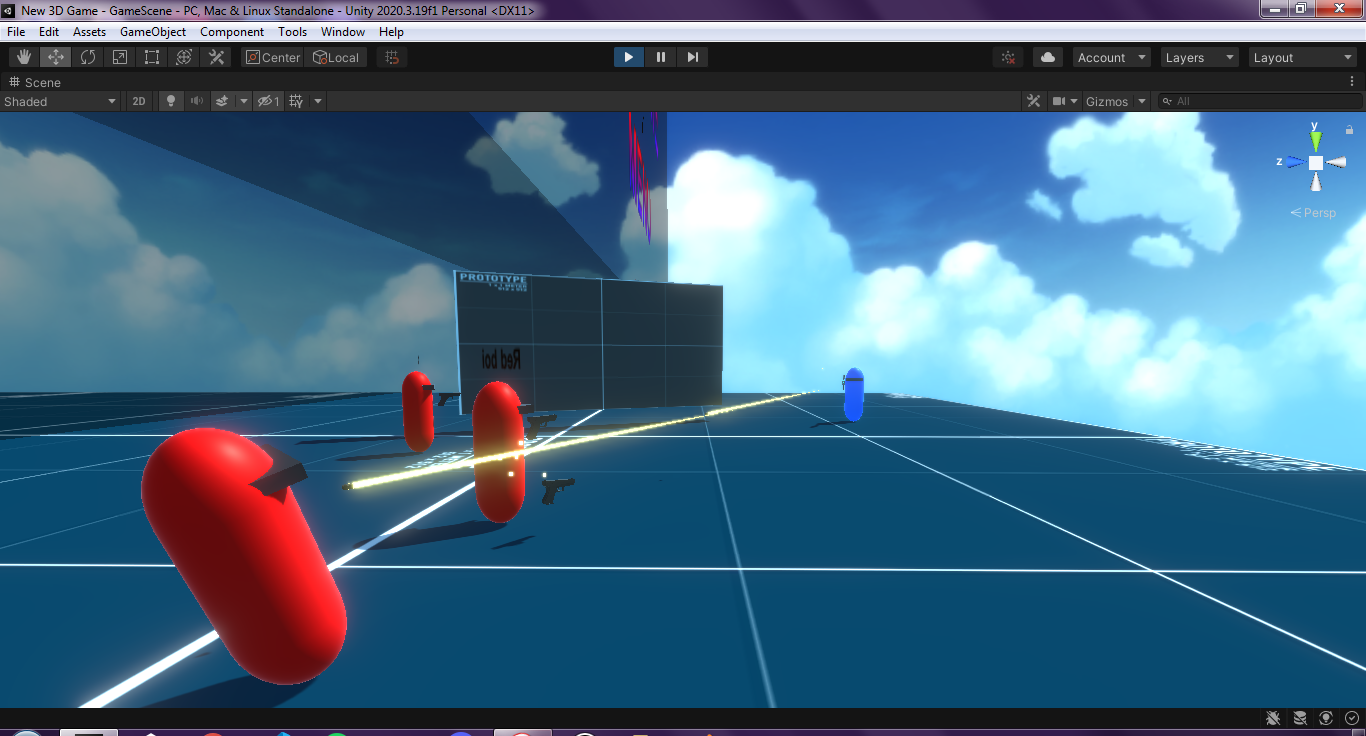 New 3D Game - GameScene - PC, Mac & Linux Standalone - Unity 2020.3.19f1 Personal <DX11>
File Edit Assets GameObject Component Tools Window Help
Center Local Account Layers Layout
Scene
Shaded 2D 1 Gizmos All
y
z
Persp
PROTOTYPE
Red boi